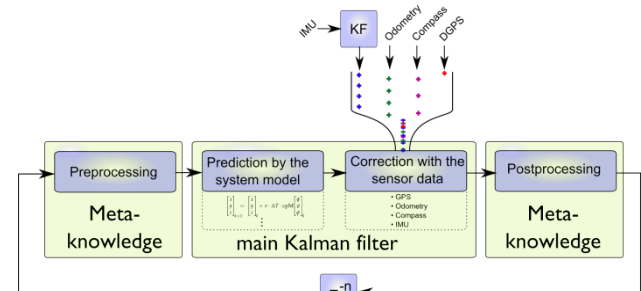 IMU
KF
Odometry
Compass
DGPS
Preprocessing
Meta-
knowledge
Prediction by the
system model
main Kalman filter
Correction with the
sensor data
• GPS
• Odometry
• Compass
• IMU
Postprocessing
Meta-
knowledge